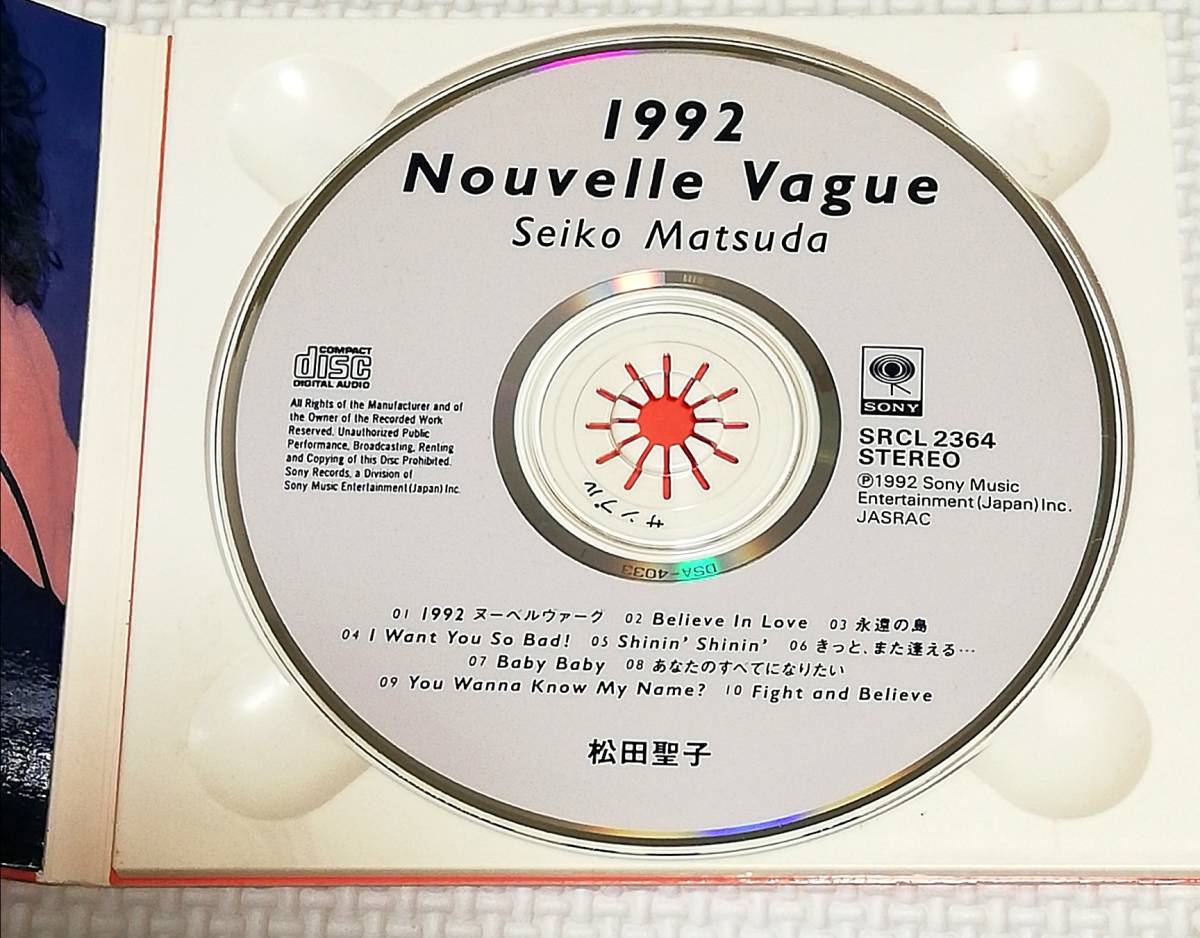 1992
Nouvelle Vague
Seiko Matsuda
COMPACT
disc
DIGITAL AUDIO
All Rights of the Manufacturer and of
the Owner of the Recorded Work
Reserved. Unauthorized Public
Performance, Broadcasting, Renting
and Copying of this Disc Prohibited.
Sony Records, a Division of
Sony Music Entertainment (Japan) Inc.
SONY
SRCL 2364
STEREO
Ⓟ1992 Sony Music
Entertainment (Japan) Inc.
JASRAC
サンプル
DSA-4033
01 1992 ヌーベルヴァーグ 02 Believe In Love 03 永遠の島
04 I Want You So Bad! 05 Shinin' Shinin' 06 きっと、また逢える…
07 Baby Baby 08 あなたのすべてになりたい
09 You Wanna Know My Name? 10 Fight and Believe
松田聖子